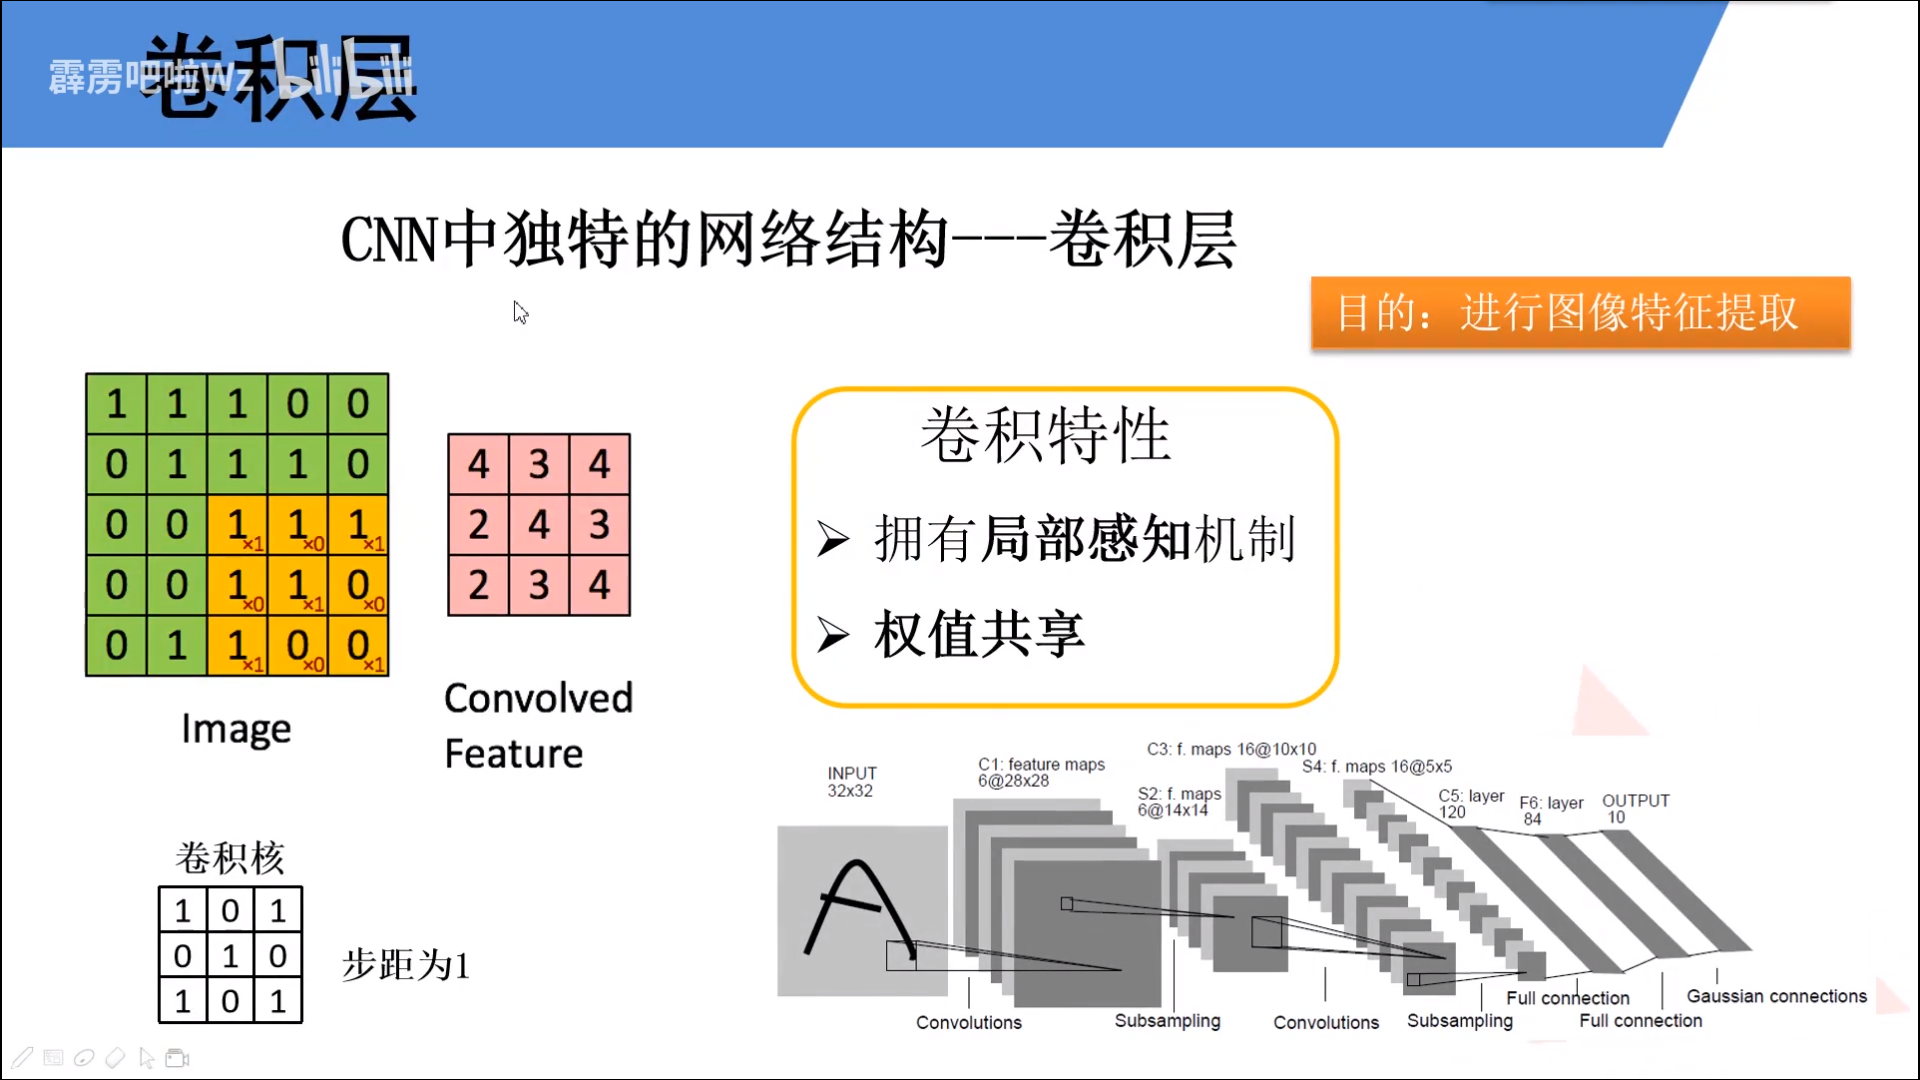 卷积层
霹雳吧啦Wz bilibili
CNN中独特的网络结构---卷积层
目的：进行图像特征提取
1 1 1 0 0
0 1 1 1 0
0 0 1×1 1×0 1×1
0 0 1×0 1×1 0×0
0 1 1×1 0×0 0×1
Image
4 3 4
2 4 3
2 3 4
Convolved
Feature
卷积特性
➢ 拥有局部感知机制
➢ 权值共享
卷积核
1 0 1
0 1 0
1 0 1
步距为1
INPUT
32x32
C1: feature maps
6@28x28
S2: f. maps
6@14x14
C3: f. maps 16@10x10
S4: f. maps 16@5x5
C5: layer
120
F6: layer
84
OUTPUT
10
A
Convolutions
Subsampling
Convolutions
Subsampling
Full connection
Full connection
Gaussian connections